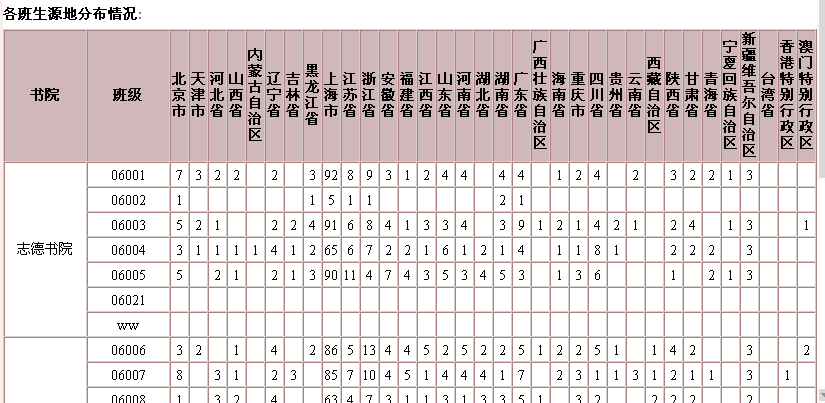 各班生源地分布情况:
书院 班级 北京市 天津市 河北省 山西省 内蒙古自治区 辽宁省 吉林省 黑龙江省 上海市 江苏省 浙江省 安徽省 福建省 江西省 山东省 河南省 湖北省 湖南省 广东省 广西壮族自治区 海南省 重庆市 四川省 贵州省 云南省 西藏自治区 陕西省 甘肃省 青海省 宁夏回族自治区 新疆维吾尔自治区 台湾省 香港特别行政区 澳门特别行政区
志德书院
06001 7 3 2 2 2 3 92 8 9 3 1 2 4 4 4 4 1 2 4 2 3 2 2 1 3
06002 1 1 5 1 1 2 1
06003 5 2 1 2 2 4 91 6 8 4 1 3 3 4 3 9 1 2 1 4 2 1 2 4 1 3 1
06004 3 1 1 1 1 4 1 2 65 6 7 2 2 1 6 1 2 1 4 1 1 8 1 2 2 2 3
06005 5 2 1 2 1 3 90 11 4 7 4 3 5 3 4 5 3 1 3 6 1 2 1 3
06021
ww
06006 3 2 1 4 2 86 5 13 4 4 5 2 5 2 2 5 1 2 2 5 1 1 4 2 3 2
06007 8 3 1 2 3 85 7 10 4 5 1 4 4 4 1 7 2 3 1 1 3 1 2 1 1 3 1
06008 1 3 2 4 63 4 7 3 1 1 3 1 3 3 5 1 3 2 2 2 2 2